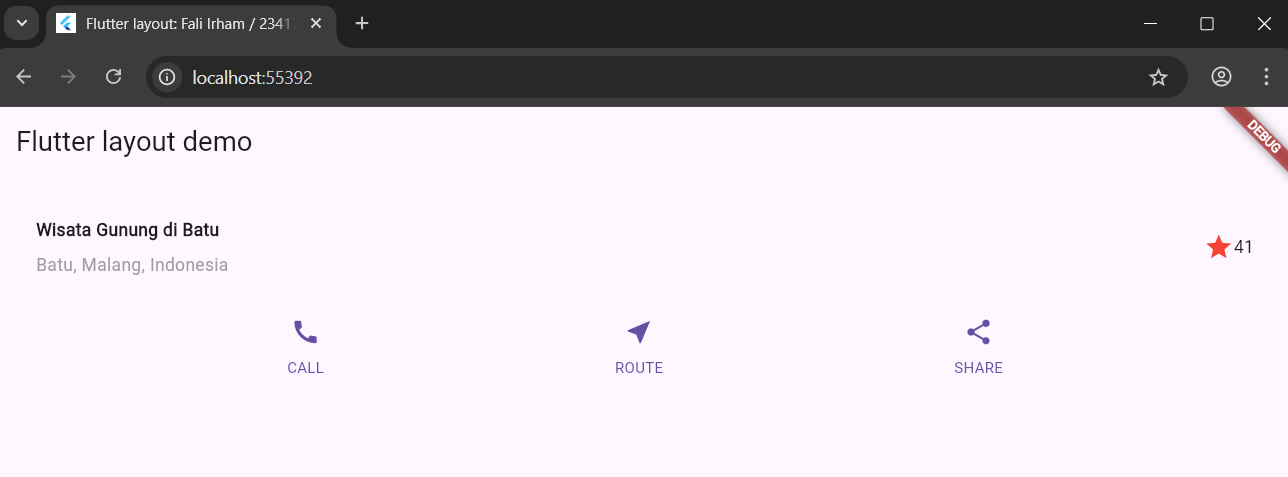 Flutter layout: Fali Irham / 2341
localhost:55392
Flutter layout demo
DEBUG
Wisata Gunung di Batu
41
Batu, Malang, Indonesia
CALL
ROUTE
SHARE